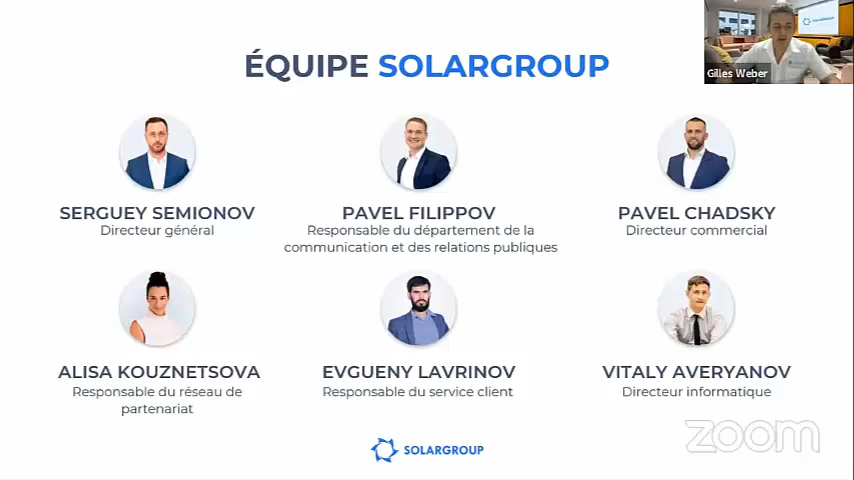 ÉQUIPE SOLARGROUP
Gilles Weber
SERGUEY SEMIONOV
Directeur général
PAVEL FILIPPOV
Responsable du département de la
communication et des relations publiques
PAVEL CHADSKY
Directeur commercial
ALISA KOUZNETSOVA
Responsable du réseau de
partenariat
EVGUENY LAVRINOV
Responsable du service client
VITALY AVERYANOV
Directeur informatique
SOLARGROUP
zoom